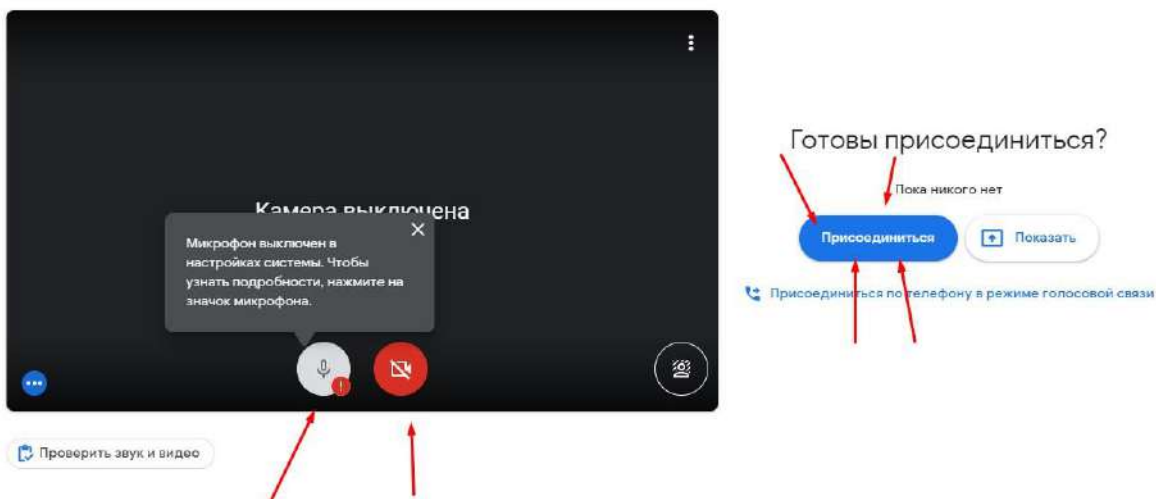 Камера выключена
Микрофон выключен в
настройках системы. Чтобы
узнать подробности, нажмите на
значок микрофона.
Проверить звук и видео
Готовы присоединиться?
Пока никого нет
Присоединиться
Показать
Присоединиться по телефону в режиме голосовой связи